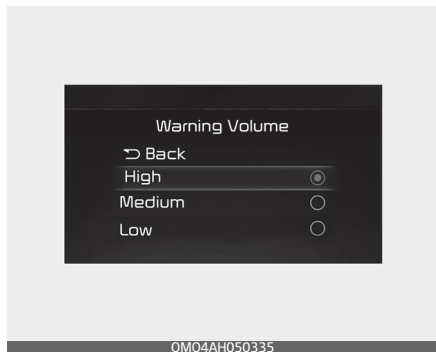 Warning Volume
Back
High
Medium
Low
OMO4AH050335